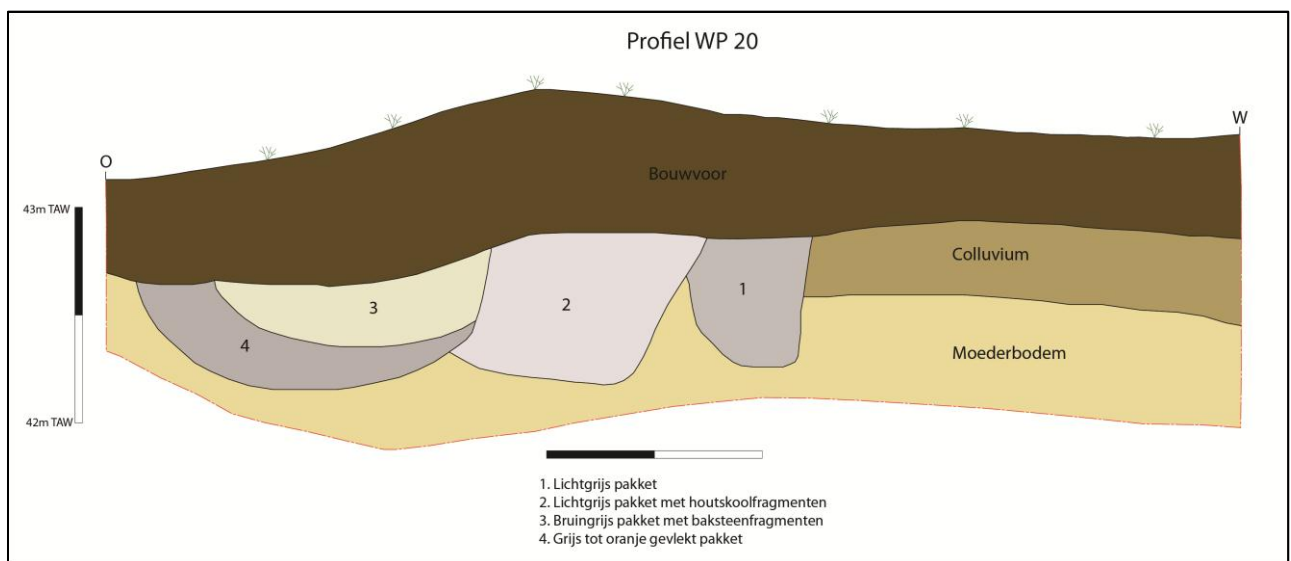 Profiel WP 20
O
W
Bouwvoor
43m TAW
Colluvium
1
2
3
4
Moederbodem
42m TAW
1. Lichtgrijs pakket
2. Lichtgrijs pakket met houtskoolfragmenten
3. Bruingrijs pakket met baksteenfragmenten
4. Grijs tot oranje gevlekt pakket